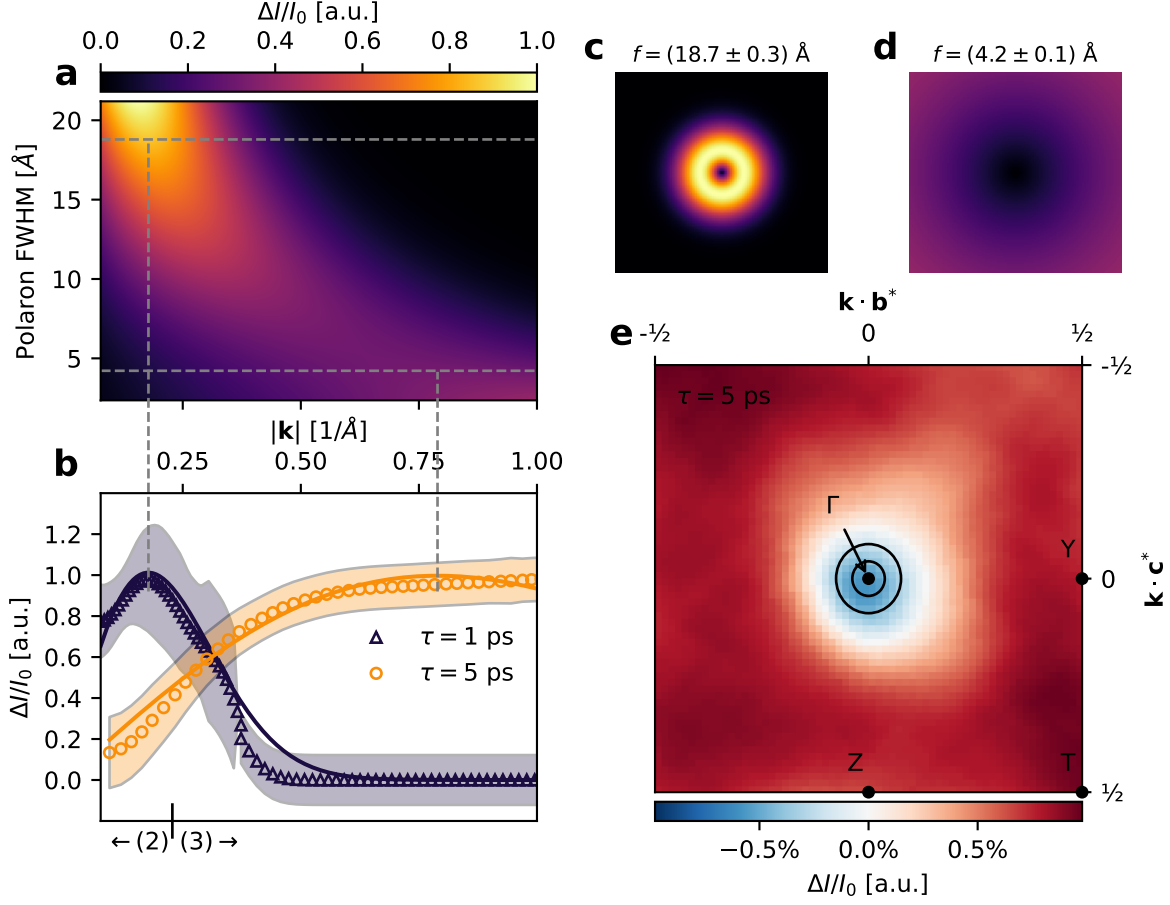 ΔI/I₀ [a.u.]
0.0 0.2 0.4 0.6 0.8 1.0
a
Polaron FWHM [Å]
20
15
10
5
|k| [1/Å]
b
0.25 0.50 0.75 1.00
ΔI/I₀ [a.u.]
1.2
1.0
0.8
0.6
0.4
0.2
0.0
τ = 1 ps
τ = 5 ps
←(2) (3)→
c
f = (18.7 ± 0.3) Å
d
f = (4.2 ± 0.1) Å
k · b*
e
-½ 0 ½
τ = 5 ps
Γ
Y
Z
T
-½
0
½
k · c*
−0.5% 0.0% 0.5%
ΔI/I₀ [a.u.]